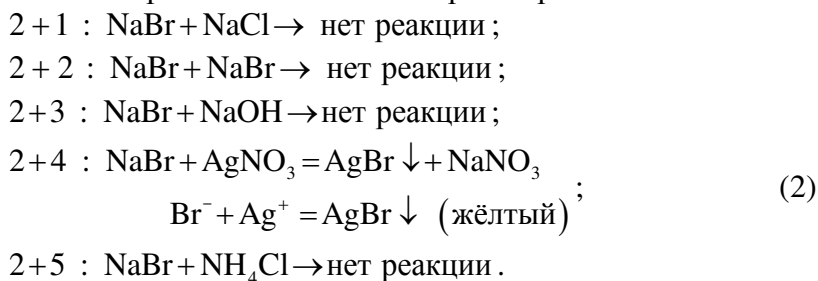 2+1 : NaBr + NaCl → нет реакции ;
2+2 : NaBr + NaBr → нет реакции ;
2+3 : NaBr + NaOH → нет реакции ;
2+4 : NaBr + AgNO₃ = AgBr ↓ + NaNO₃
Br⁻ + Ag⁺ = AgBr ↓ (жёлтый) ; (2)
2+5 : NaBr + NH₄Cl → нет реакции .